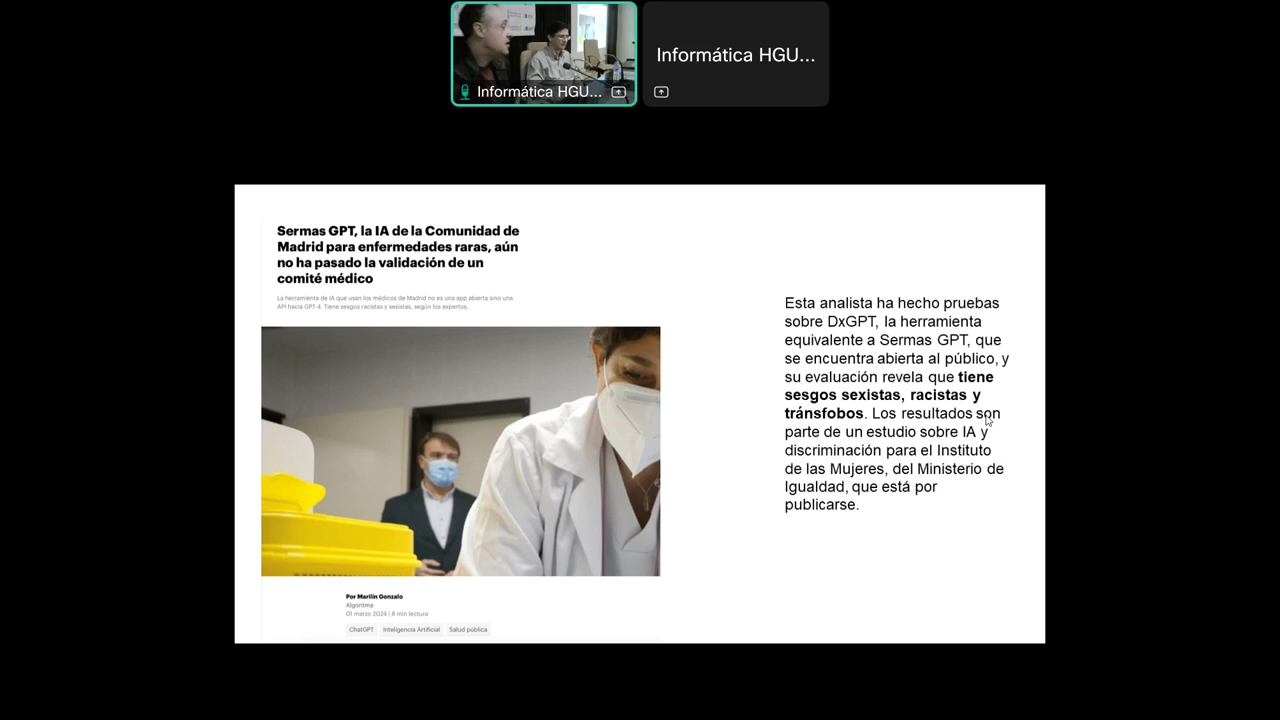 Informática HGU...
Informática HGU...
Sermas GPT, la IA de la Comunidad de
Madrid para enfermedades raras, aún
no ha pasado la validación de un
comité médico
La herramienta de IA que usan los médicos de Madrid no es una app abierta sino una
API hacia GPT-4. Tiene sesgos racistas y sexistas, según los expertos.
Por Marilín Gonzalo
Algoritma
01 marzo 2024 | 8 min lectura
ChatGPT Inteligencia Artificial Salud pública
Esta analista ha hecho pruebas
sobre DxGPT, la herramienta
equivalente a Sermas GPT, que
se encuentra abierta al público, y
su evaluación revela que tiene
sesgos sexistas, racistas y
tránsfobos. Los resultados son
parte de un estudio sobre IA y
discriminación para el Instituto
de las Mujeres, del Ministerio de
Igualdad, que está por
publicarse.